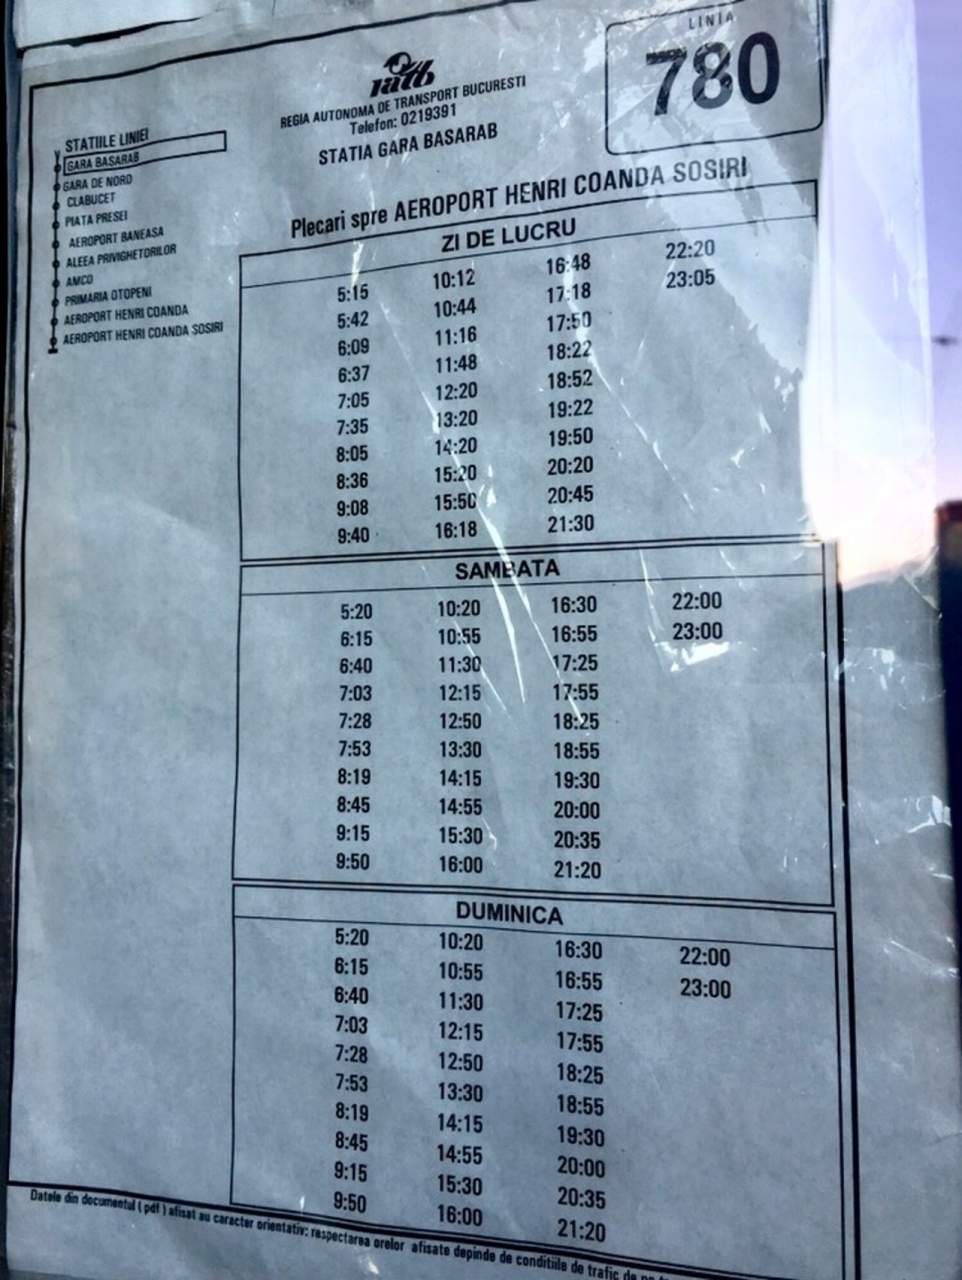 LINIA
780
ratb
REGIA AUTONOMA DE TRANSPORT BUCURESTI
Telefon: 0219391
STATIA GARA BASARAB
STATIILE LINIEI
GARA BASARAB
GARA DE NORD
CLABUCET
PIATA PRESEI
AEROPORT BANEASA
ALEEA PRIVIGHETORILOR
AMCO
PRIMARIA OTOPENI
AEROPORT HENRI COANDA
AEROPORT HENRI COANDA SOSIRI
Plecari spre AEROPORT HENRI COANDA SOSIRI
ZI DE LUCRU
5:15 10:12 16:48 22:20
5:42 10:44 17:18 23:05
6:09 11:16 17:50
6:37 11:48 18:22
7:05 12:20 18:52
7:35 13:20 19:22
8:05 14:20 19:50
8:36 15:20 20:20
9:08 15:50 20:45
9:40 16:18 21:30
SAMBATA
5:20 10:20 16:30 22:00
6:15 10:55 16:55 23:00
6:40 11:30 17:25
7:03 12:15 17:55
7:28 12:50 18:25
7:53 13:30 18:55
8:19 14:15 19:30
8:45 14:55 20:00
9:15 15:30 20:35
9:50 16:00 21:20
DUMINICA
5:20 10:20 16:30 22:00
6:15 10:55 16:55 23:00
6:40 11:30 17:25
7:03 12:15 17:55
7:28 12:50 18:25
7:53 13:30 18:55
8:19 14:15 19:30
8:45 14:55 20:00
9:15 15:30 20:35
9:50 16:00 21:20
Datele din documentul ( pdf ) afisat au caracter orientativ: respectarea orelor afisate depinde de conditiile de trafic de pe